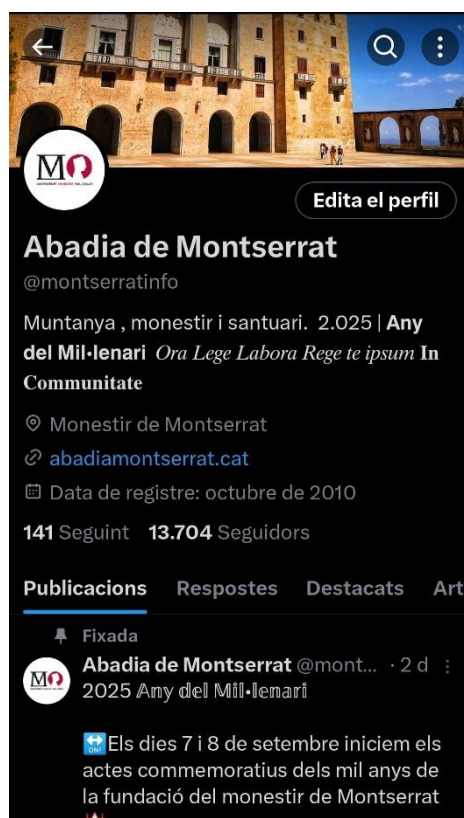 MO
Edita el perfil
Abadia de Montserrat
@montserratinfo
Muntanya , monestir i santuari. 2.025 | Any
del Mil·lenari Ora Lege Labora Rege te ipsum In
Communitate
Monestir de Montserrat
abadiamontserrat.cat
Data de registre: octubre de 2010
141 Seguint 13.704 Seguidors
Publicacions Respostes Destacats Art
Fixada
Abadia de Montserrat @mont... · 2 d
MO
2025 Any del Mil·lenari
ON! Els dies 7 i 8 de setembre iniciem els
actes commemoratius dels mil anys de
la fundació del monestir de Montserrat